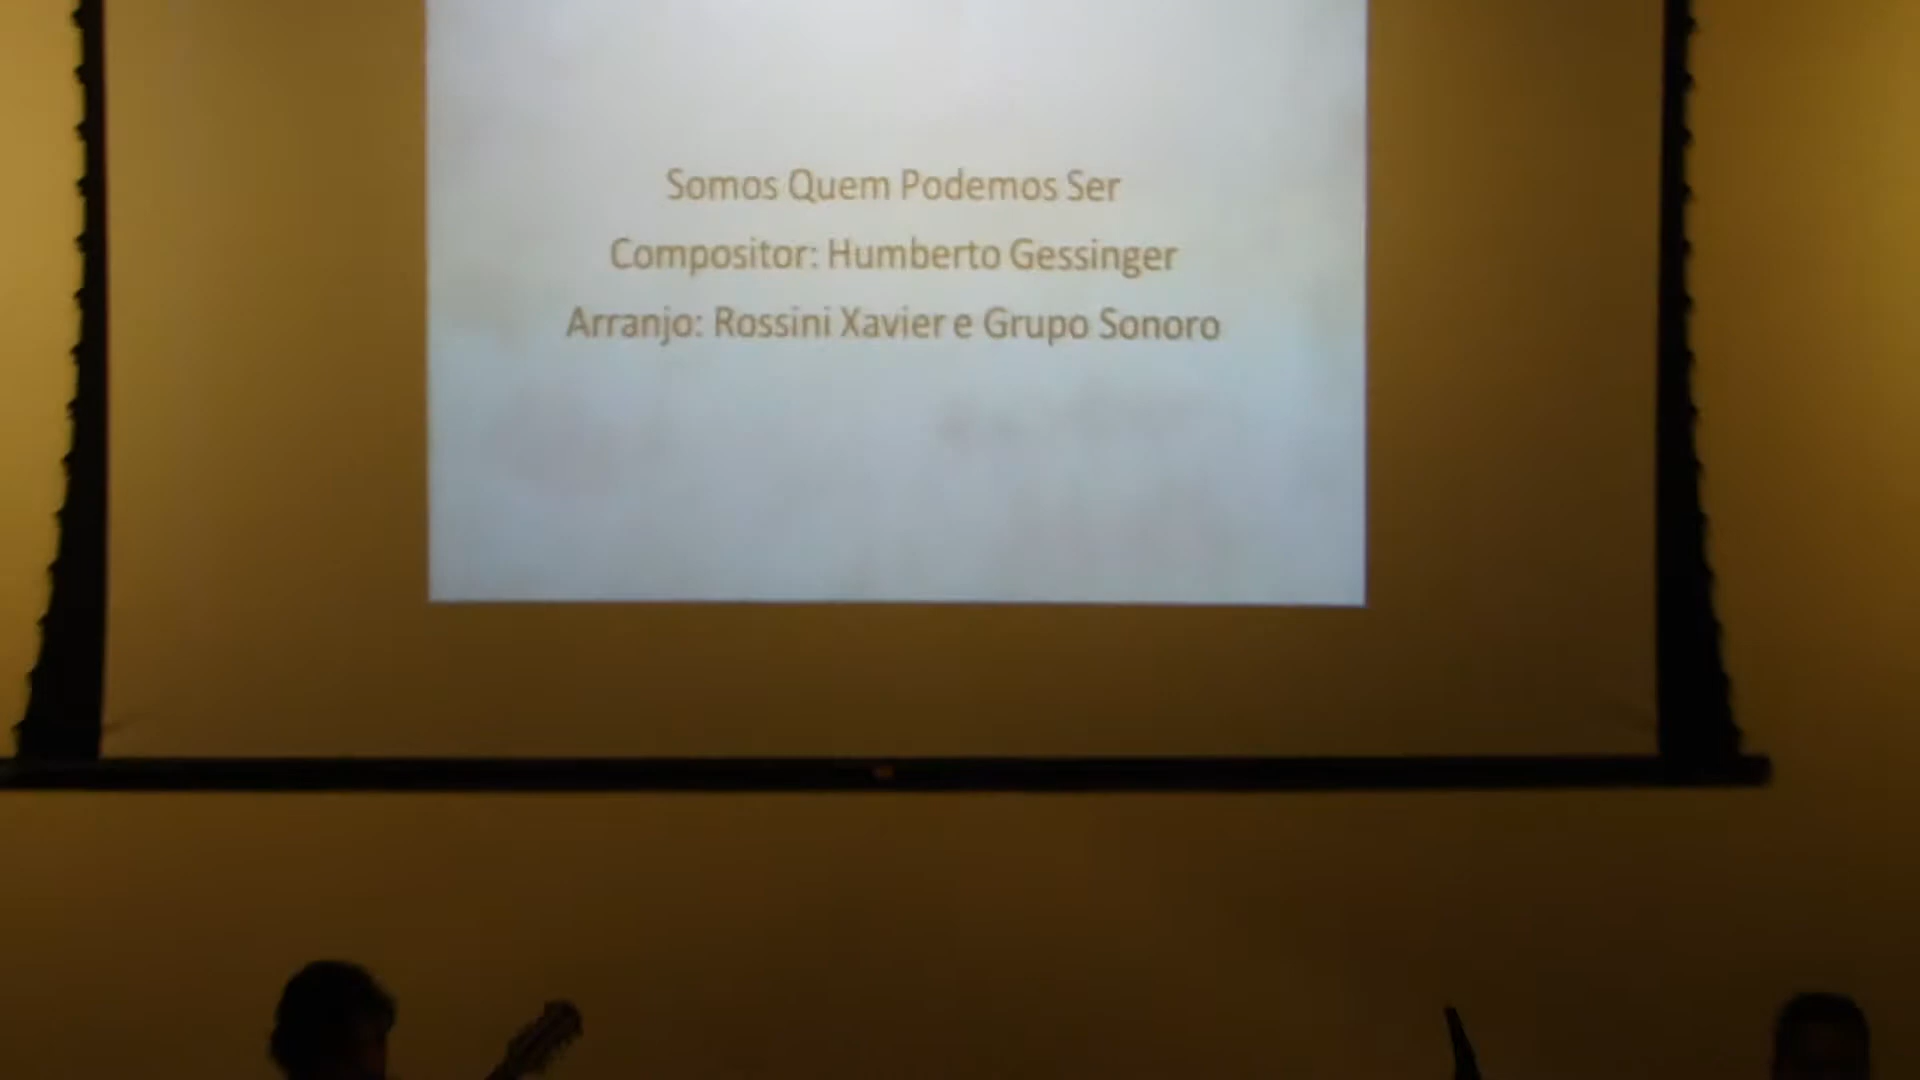 Somos Quem Podemos Ser
Compositor: Humberto Gessinger
Arranjo: Rossini Xavier e Grupo Sonoro